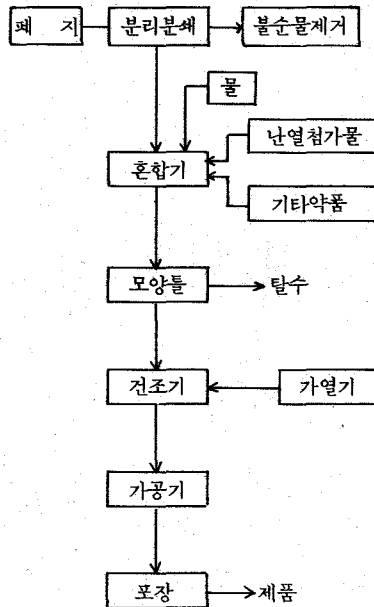 폐 지 분리분쇄 불순물제거
물
난열첨가물
혼합기
기타약품
모양틀 탈수
건조기 가열기
가공기
포장 제품